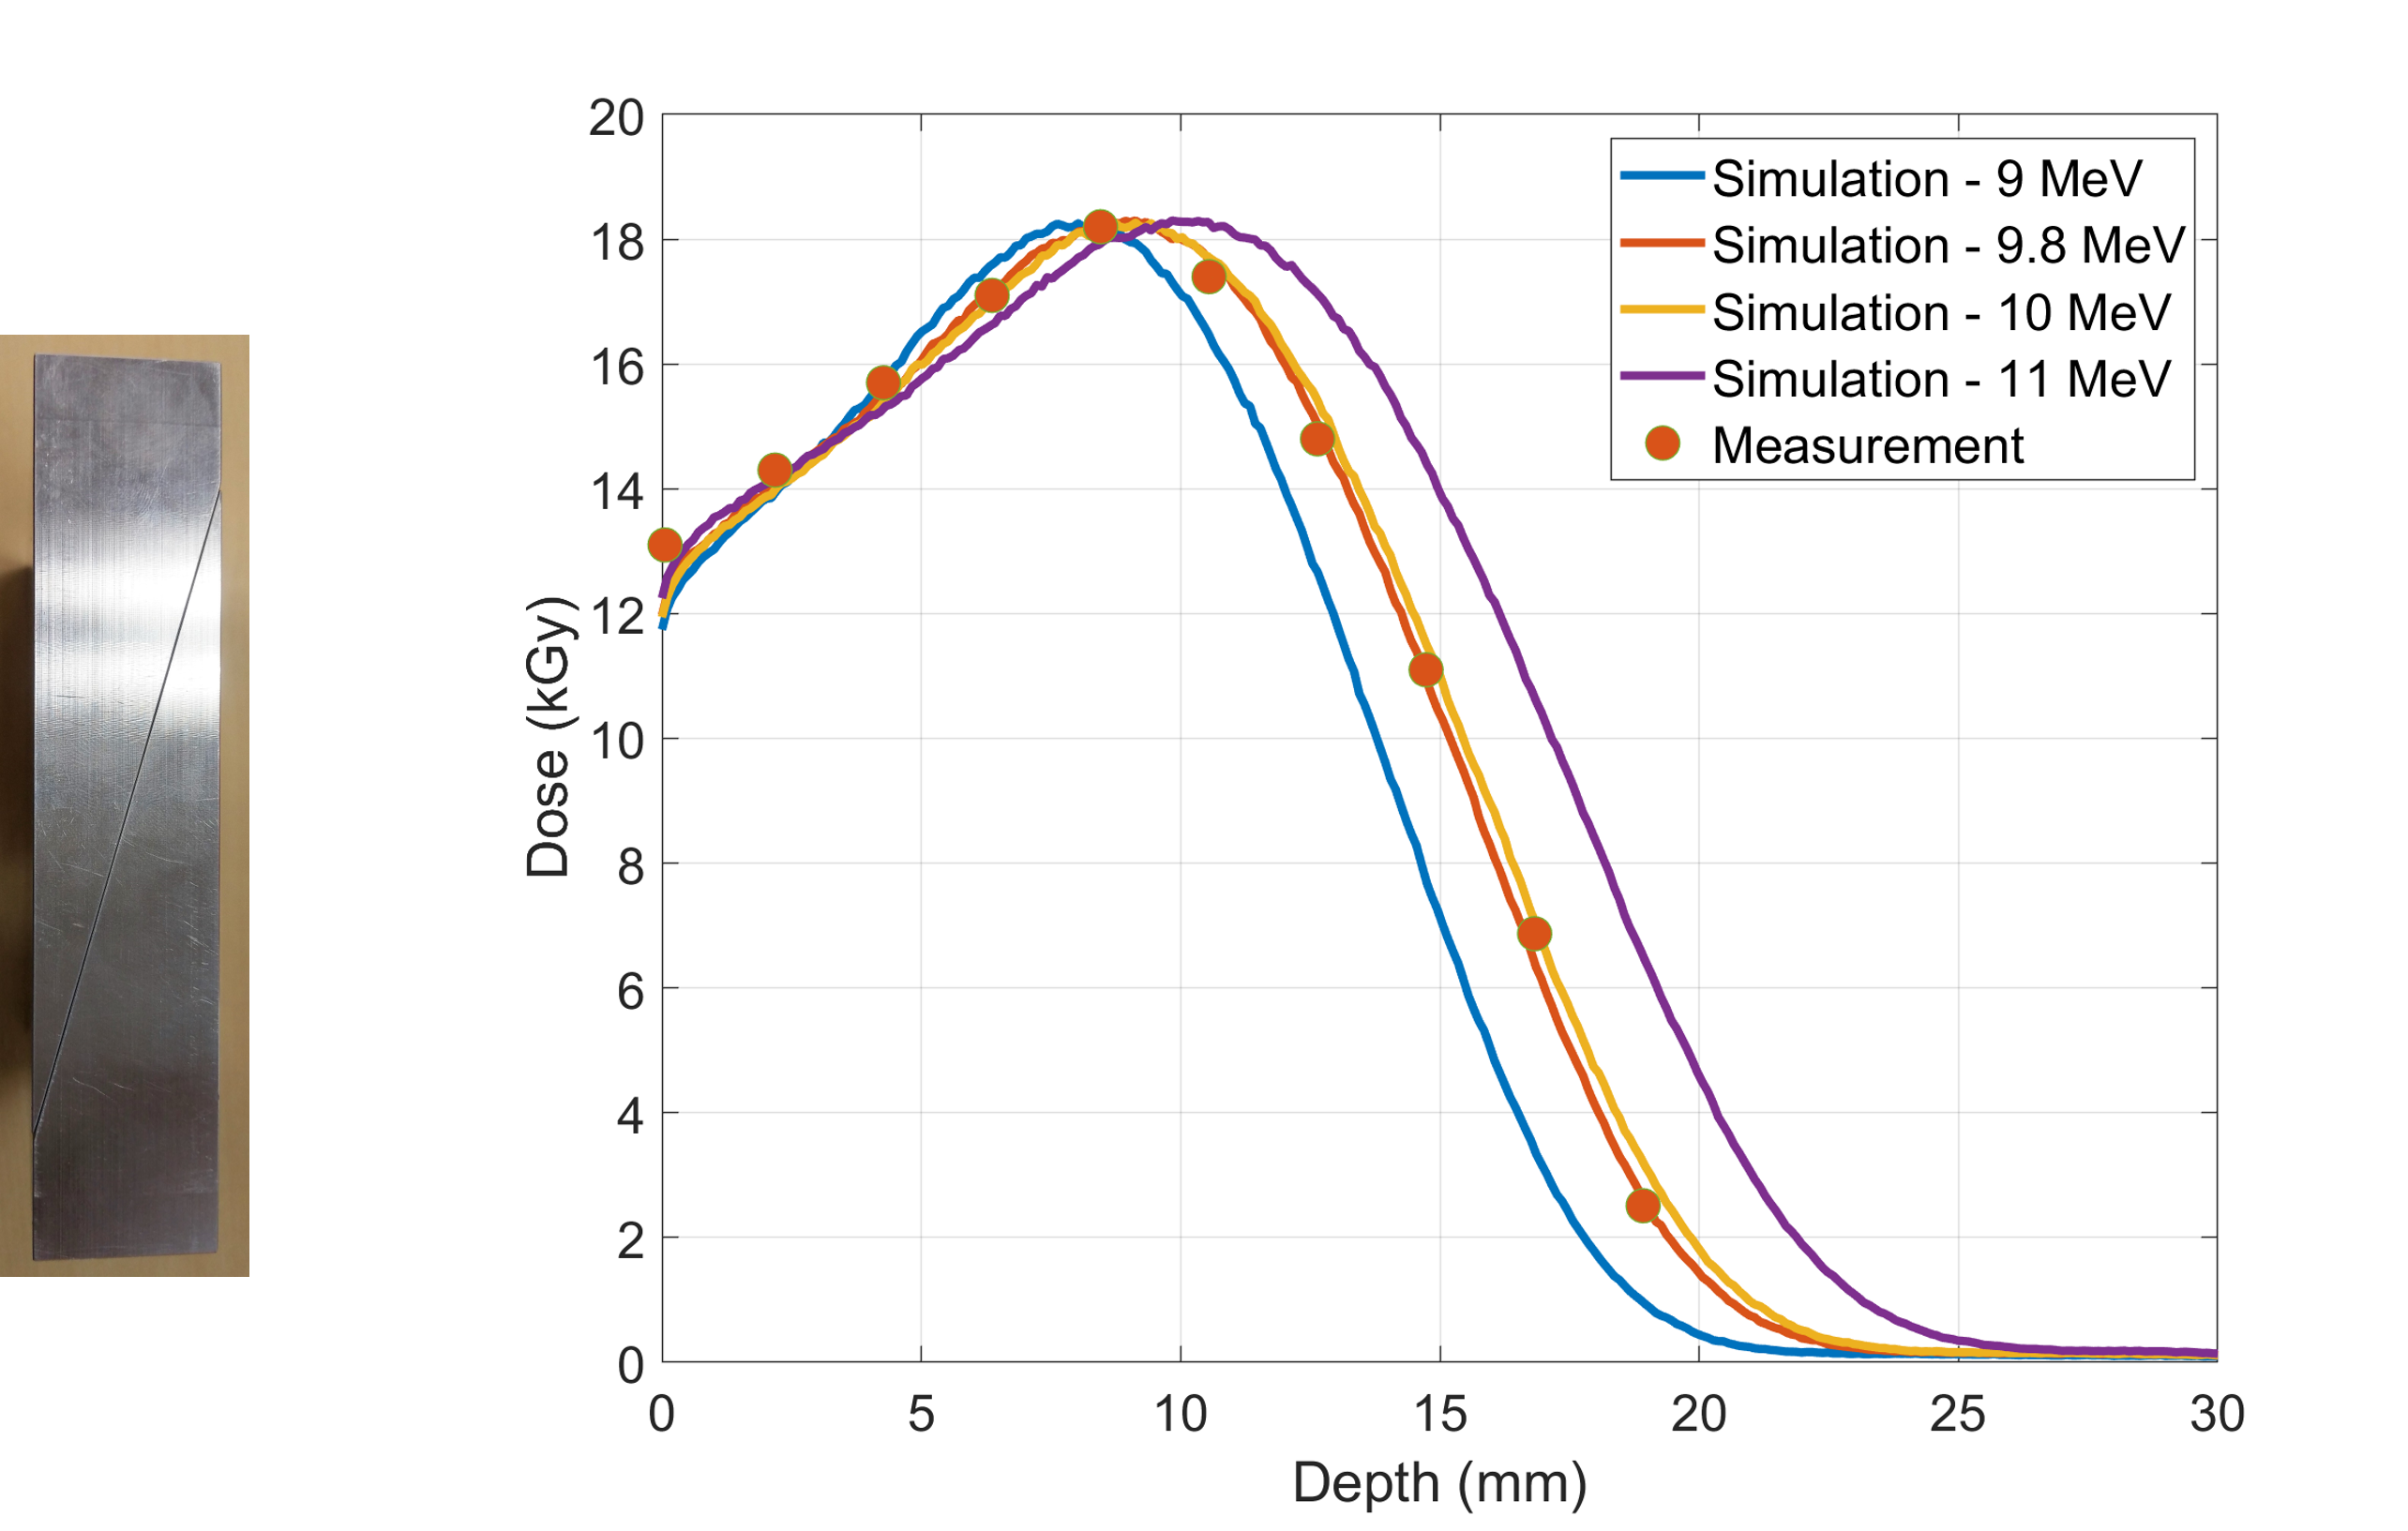 20
18
16
14
12
10
8
6
4
2
0
Dose (kGy)
0 5 10 15 20 25 30
Depth (mm)
Simulation - 9 MeV
Simulation - 9.8 MeV
Simulation - 10 MeV
Simulation - 11 MeV
Measurement